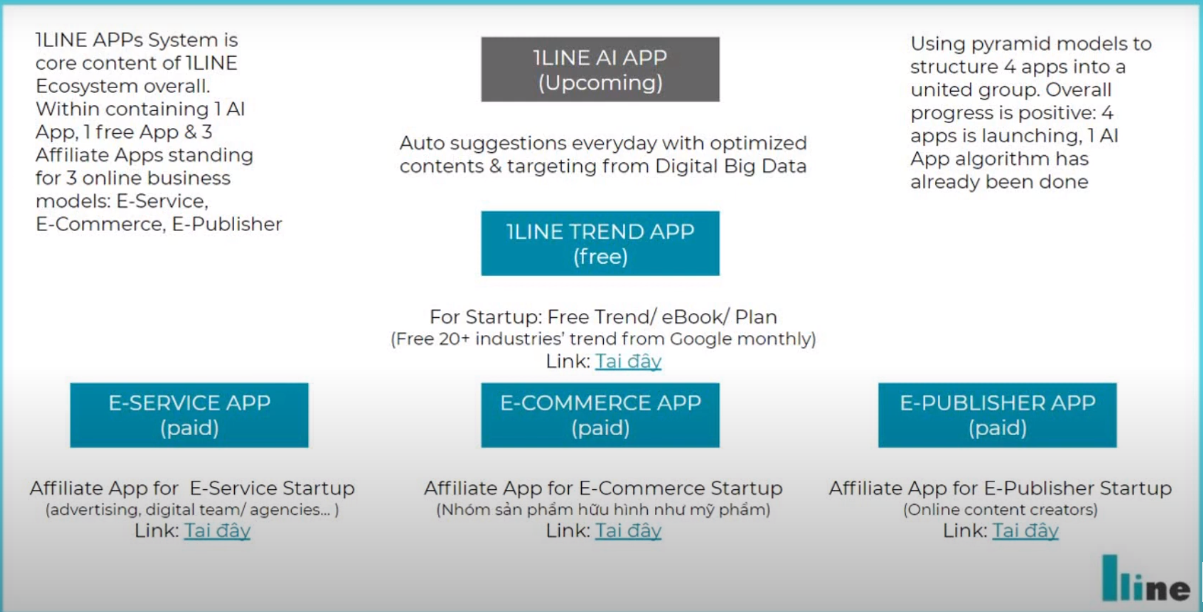 1LINE APPs System is
core content of 1LINE
Ecosystem overall.
Within containing 1 AI
App, 1 free App & 3
Affiliate Apps standing
for 3 online business
models: E-Service,
E-Commerce, E-Publisher
1LINE AI APP
(Upcoming)
Auto suggestions everyday with optimized
contents & targeting from Digital Big Data
Using pyramid models to
structure 4 apps into a
united group. Overall
progress is positive: 4
apps is launching, 1 AI
App algorithm has
already been done
1LINE TREND APP
(free)
For Startup: Free Trend/ eBook/ Plan
(Free 20+ industries' trend from Google monthly)
Link: Tại đây
E-SERVICE APP
(paid)
Affiliate App for E-Service Startup
(advertising, digital team/ agencies... )
Link: Tại đây
E-COMMERCE APP
(paid)
Affiliate App for E-Commerce Startup
(Nhóm sản phẩm hữu hình như mỹ phẩm)
Link: Tại đây
E-PUBLISHER APP
(paid)
Affiliate App for E-Publisher Startup
(Online content creators)
Link: Tại đây
1line